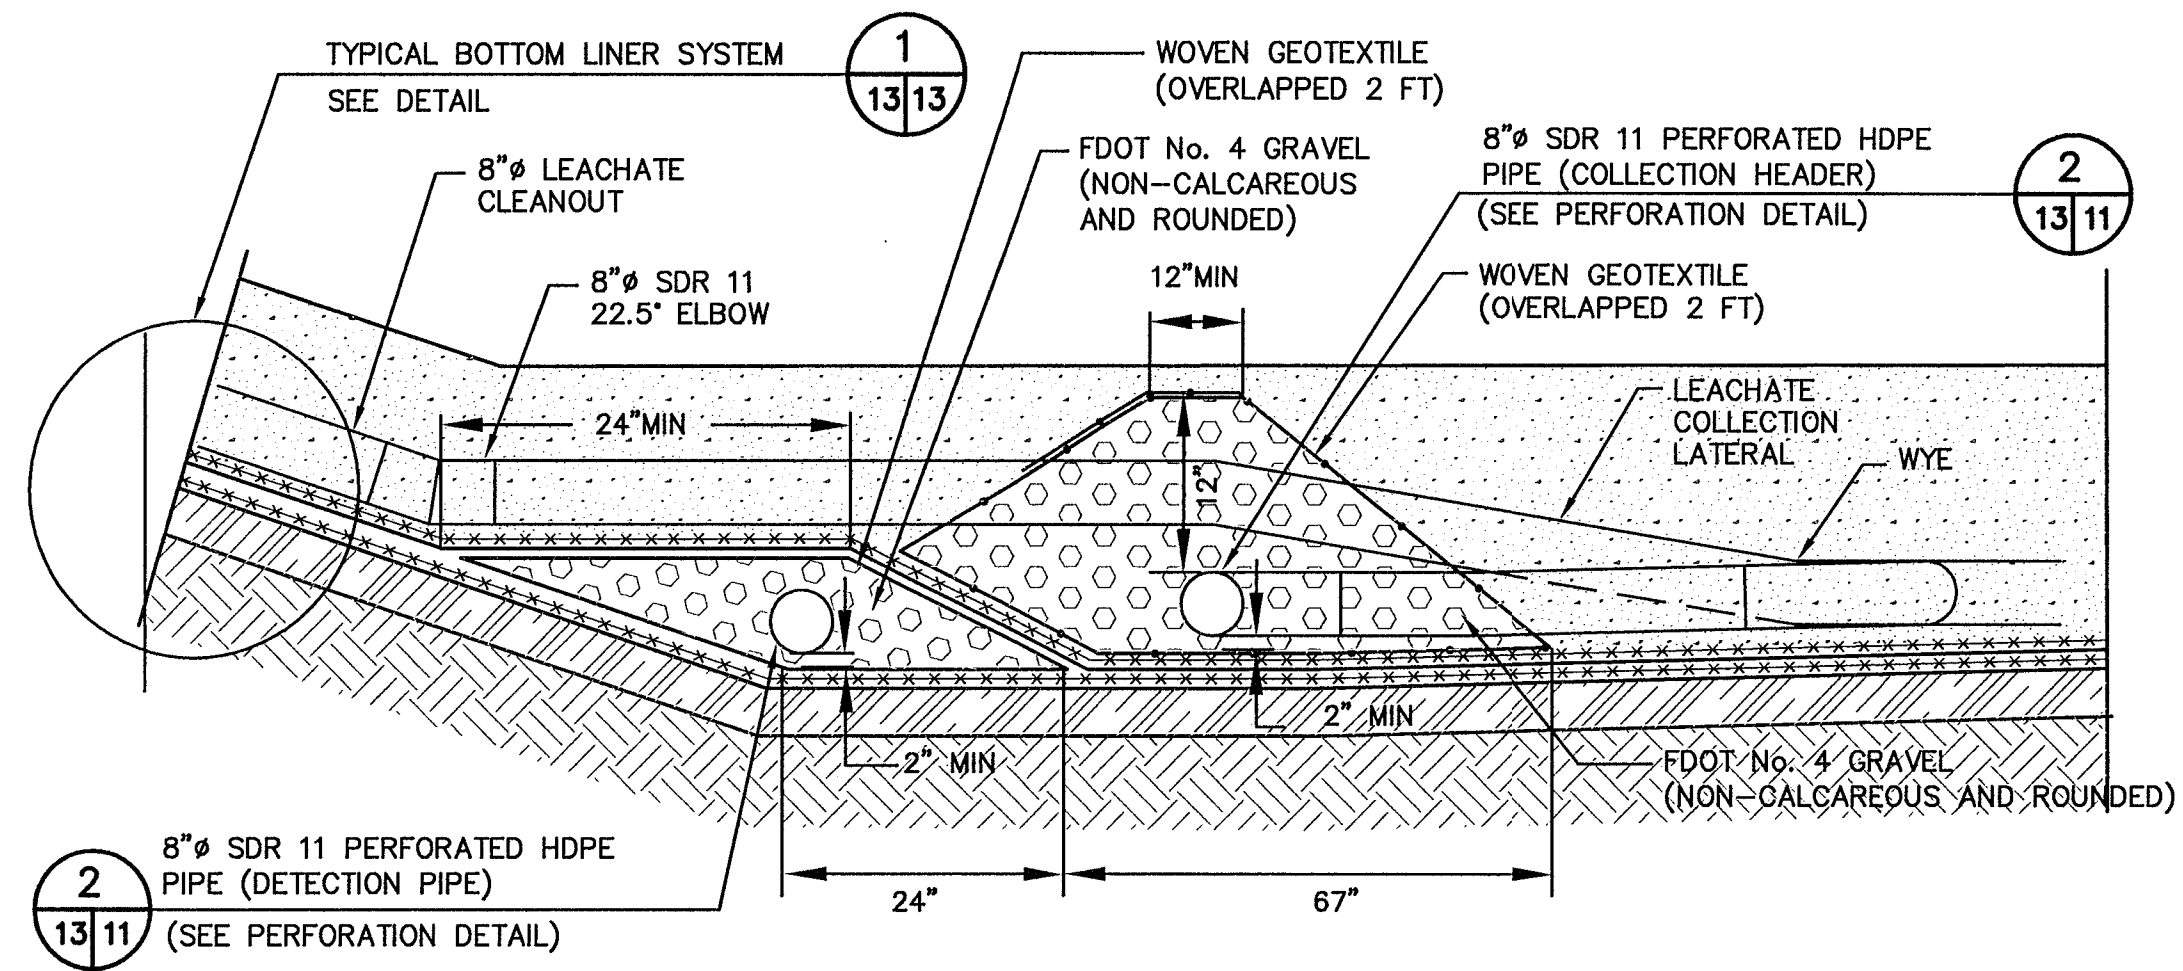 TYPICAL BOTTOM LINER SYSTEM
SEE DETAIL
1
13 13
WOVEN GEOTEXTILE
(OVERLAPPED 2 FT)
8"ø LEACHATE
CLEANOUT
FDOT No. 4 GRAVEL
(NON-CALCAREOUS
AND ROUNDED)
8"ø SDR 11 PERFORATED HDPE
PIPE (COLLECTION HEADER)
(SEE PERFORATION DETAIL)
2
13 11
8"ø SDR 11
22.5° ELBOW
12"MIN
WOVEN GEOTEXTILE
(OVERLAPPED 2 FT)
24"MIN
12"
LEACHATE
COLLECTION
LATERAL
WYE
2" MIN
2" MIN
FDOT No. 4 GRAVEL
(NON-CALCAREOUS AND ROUNDED)
8"ø SDR 11 PERFORATED HDPE
PIPE (DETECTION PIPE)
(SEE PERFORATION DETAIL)
2
13 11
24"
67"